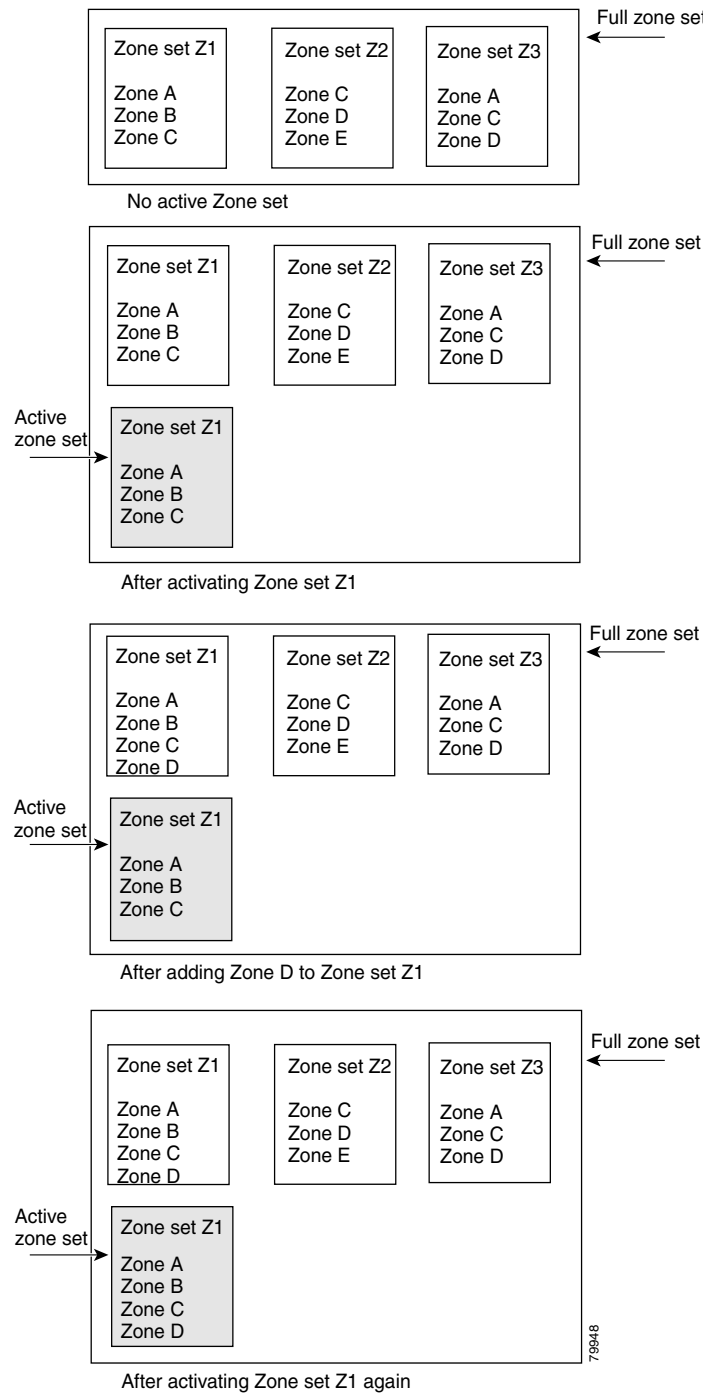 Full zone set
Zone set Z1
Zone A
Zone B
Zone C
Zone set Z2
Zone C
Zone D
Zone E
Zone set Z3
Zone A
Zone C
Zone D
No active Zone set
Full zone set
Zone set Z1
Zone A
Zone B
Zone C
Zone set Z2
Zone C
Zone D
Zone E
Zone set Z3
Zone A
Zone C
Zone D
Active
zone set
Zone set Z1
Zone A
Zone B
Zone C
After activating Zone set Z1
Full zone set
Zone set Z1
Zone A
Zone B
Zone C
Zone D
Zone set Z2
Zone C
Zone D
Zone E
Zone set Z3
Zone A
Zone C
Zone D
Active
zone set
Zone set Z1
Zone A
Zone B
Zone C
After adding Zone D to Zone set Z1
Full zone set
Zone set Z1
Zone A
Zone B
Zone C
Zone D
Zone set Z2
Zone C
Zone D
Zone E
Zone set Z3
Zone A
Zone C
Zone D
Active
zone set
Zone set Z1
Zone A
Zone B
Zone C
Zone D
79948
After activating Zone set Z1 again